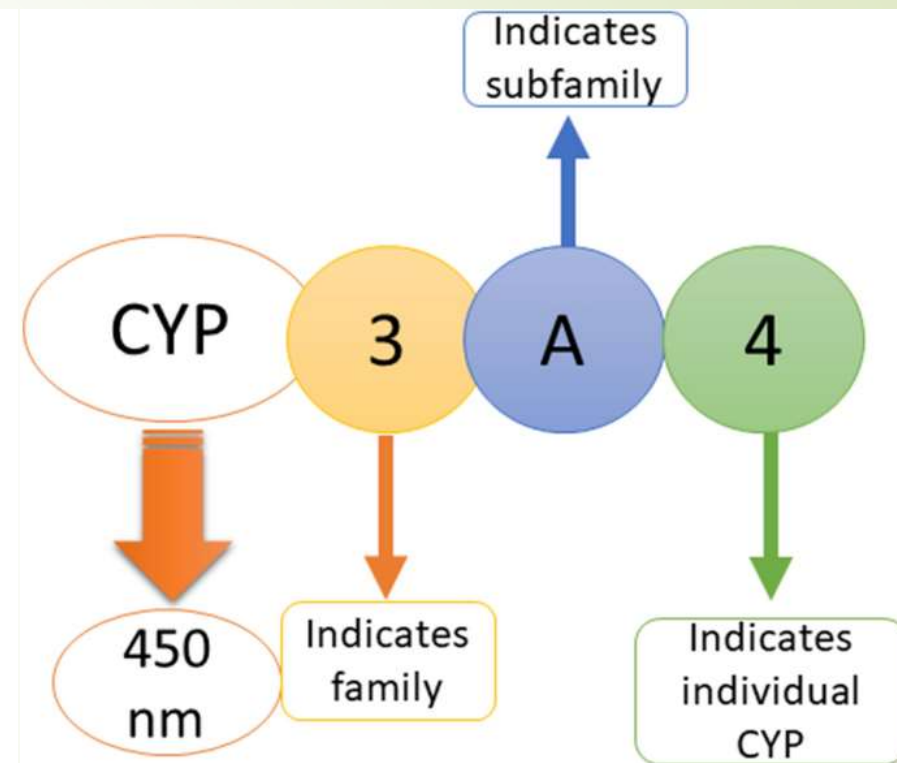 Indicates
subfamily
CYP
3
A
4
450
nm
Indicates
family
Indicates
individual
CYP